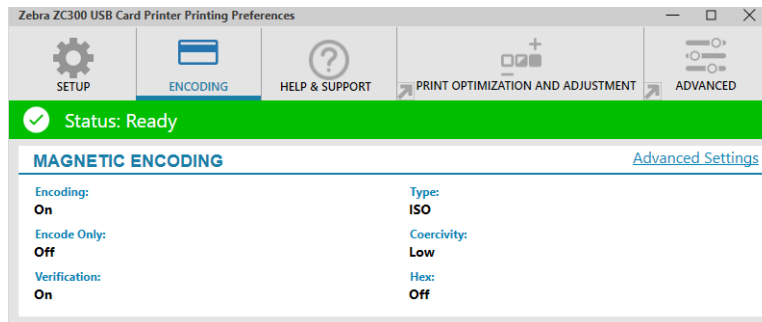 Zebra ZC300 USB Card Printer Printing Preferences
SETUP
ENCODING
HELP & SUPPORT
PRINT OPTIMIZATION AND ADJUSTMENT
ADVANCED
Status: Ready
MAGNETIC ENCODING
Advanced Settings
Encoding:
On
Type:
ISO
Encode Only:
Off
Coercivity:
Low
Verification:
On
Hex:
Off